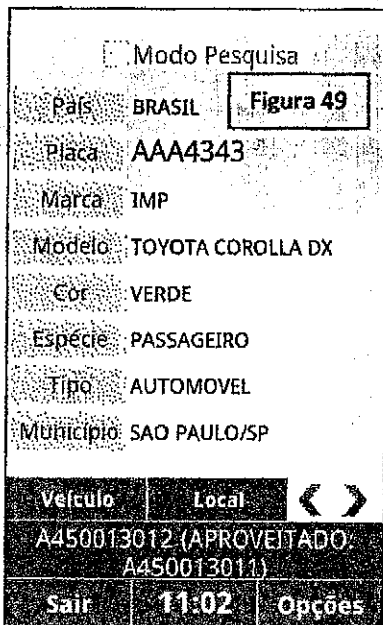 Modo Pesquisa
Figura 49
País BRASIL
Placa AAA4343
Marca IMP
Modelo TOYOTA COROLLA DX
Cor VERDE
Espécie PASSAGEIRO
Tipo AUTOMOVEL
Município SAO PAULO/SP
Veículo Local
A450013012 (APROVEITADO:
A450013011)
Sair 11:02 Opções